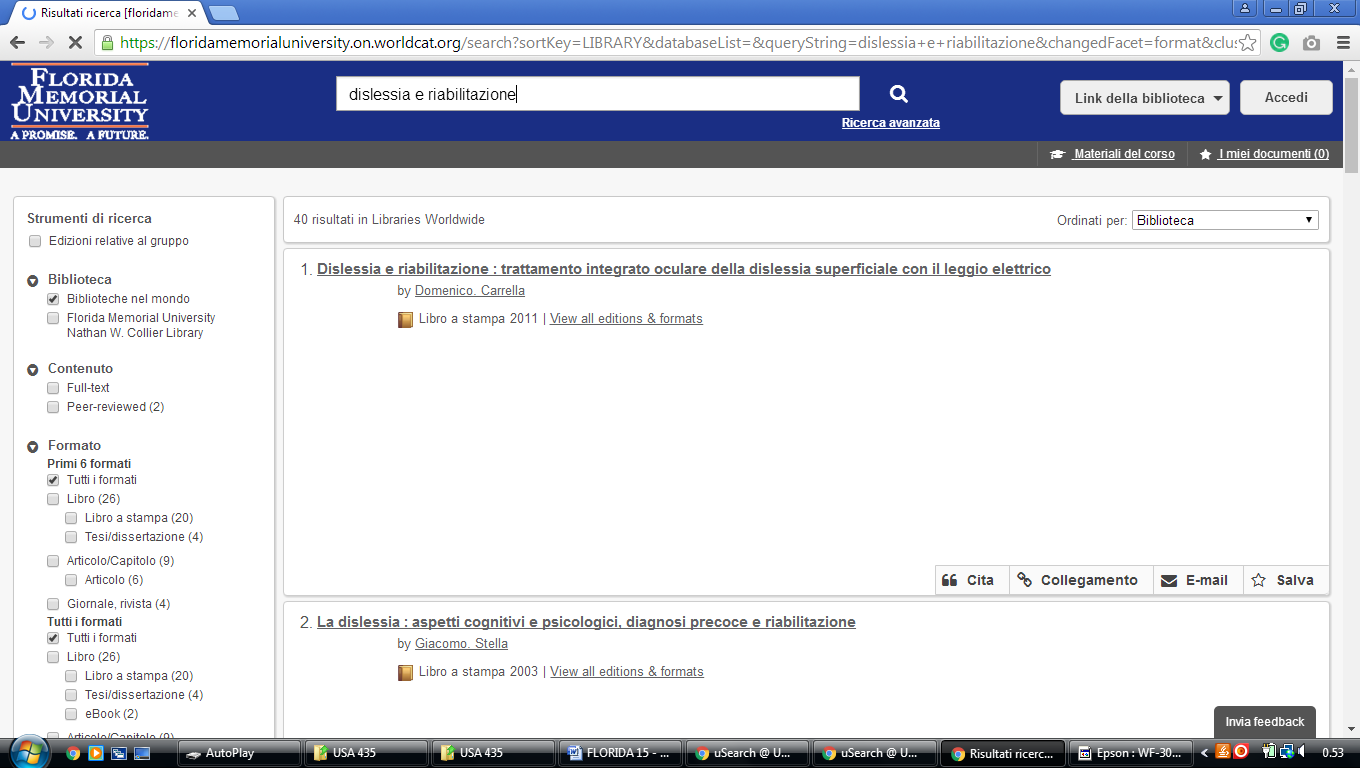 Risultati ricerca [floridame
https://floridamemorialuniversity.on.worldcat.org/search?sortKey=LIBRARY&databaseList=&queryString=dislessia+e+riabilitazione&changedFacet=format&clus
FLORIDA
MEMORIAL
UNIVERSITY
A PROMISE. A FUTURE.
dislessia e riabilitazione
Ricerca avanzata
Link della biblioteca
Accedi
Materiali del corso
I miei documenti (0)
Strumenti di ricerca
Edizioni relative al gruppo
Biblioteca
Biblioteche nel mondo
Florida Memorial University
Nathan W. Collier Library
Contenuto
Full-text
Peer-reviewed (2)
Formato
Primi 6 formati
Tutti i formati
Libro (26)
Libro a stampa (20)
Tesi/dissertazione (4)
Articolo/Capitolo (9)
Articolo (6)
Giornale, rivista (4)
Tutti i formati
Tutti i formati
Libro (26)
Libro a stampa (20)
Tesi/dissertazione (4)
eBook (2)
Articolo/Capitolo (9)
40 risultati in Libraries Worldwide
Ordinati per: Biblioteca
1. Dislessia e riabilitazione : trattamento integrato oculare della dislessia superficiale con il leggio elettrico
by Domenico. Carrella
Libro a stampa 2011 | View all editions & formats
Cita Collegamento E-mail Salva
2. La dislessia : aspetti cognitivi e psicologici, diagnosi precoce e riabilitazione
by Giacomo. Stella
Libro a stampa 2003 | View all editions & formats
Invia feedback
AutoPlay
USA 435
USA 435
FLORIDA 15 - ...
uSearch @ U...
uSearch @ U...
Risultati ricerc...
Epson : WF-30...
0.53